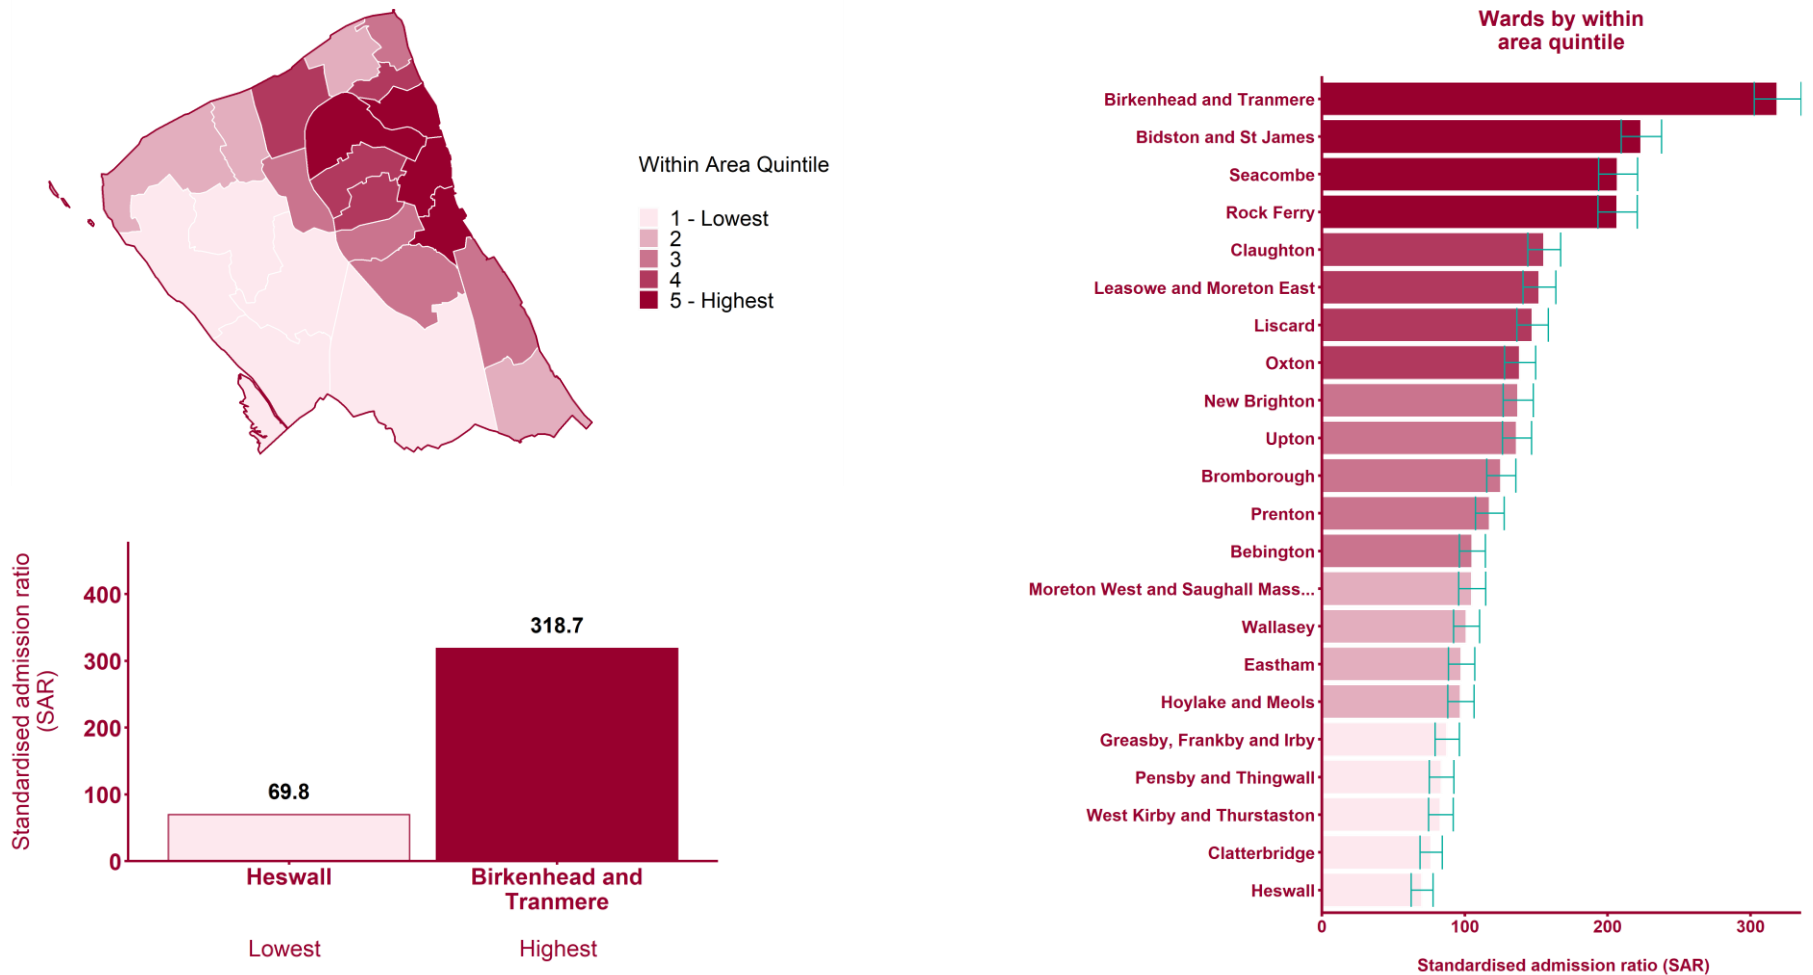 Within Area Quintile
1 - Lowest
2
3
4
5 - Highest
Standardised admission ratio
(SAR)
400
300
200
100
0
69.8
318.7
Heswall
Birkenhead and
Tranmere
Lowest
Highest
Wards by within
area quintile
Birkenhead and Tranmere
Bidston and St James
Seacombe
Rock Ferry
Claughton
Leasowe and Moreton East
Liscard
Oxton
New Brighton
Upton
Bromborough
Prenton
Bebington
Moreton West and Saughall Mass...
Wallasey
Eastham
Hoylake and Meols
Greasby, Frankby and Irby
Pensby and Thingwall
West Kirby and Thurstaston
Clatterbridge
Heswall
0 100 200 300
Standardised admission ratio (SAR)